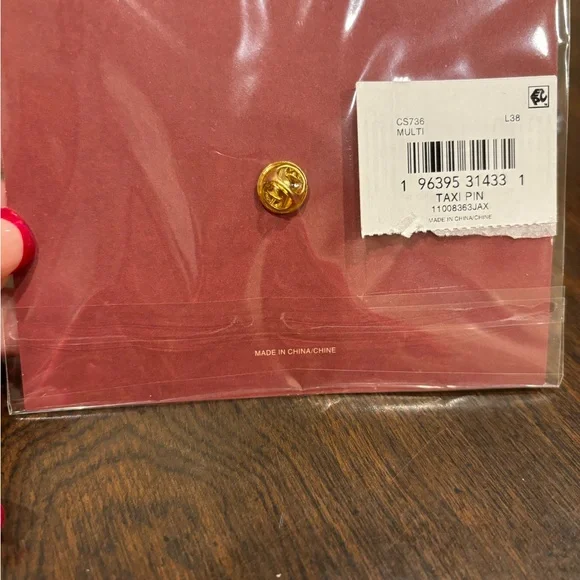 CS736 L38
MULTI
1 96395 31433 1
TAXI PIN
11008363JAX
MADE IN CHINA/CHINE
MADE IN CHINA/CHINE